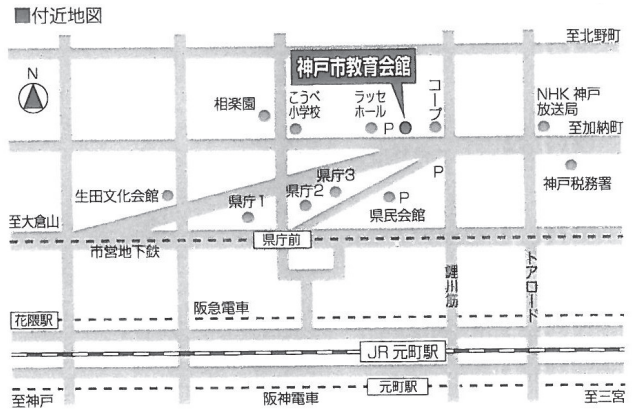 ■付近地図
至北野町
N
神戸市教育会館
相楽園
こうべ
小学校
ラッセ
ホール
P
コープ
NHK 神戸
放送局
至加納町
生田文化会館
県庁1
県庁2
県庁3
P
P
県民会館
神戸税務署
至大倉山
市営地下鉄
県庁前
鯉川筋
トアロード
花隈駅
阪急電車
JR 元町駅
至神戸
阪神電車
元町駅
至三宮